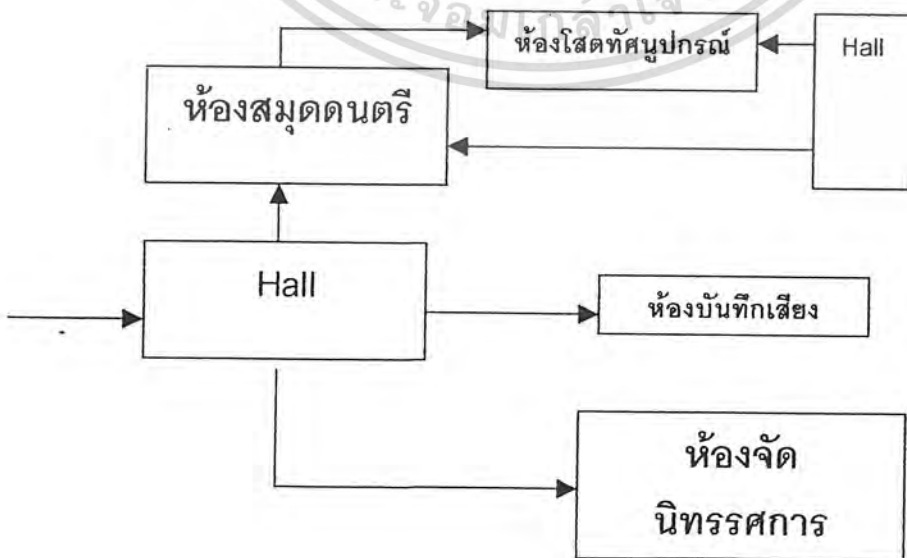 ห้องโสตทัศนูปกรณ์
Hall
ห้องสมุดดนตรี
Hall
ห้องบันทึกเสียง
ห้องจัด
นิทรรศการ